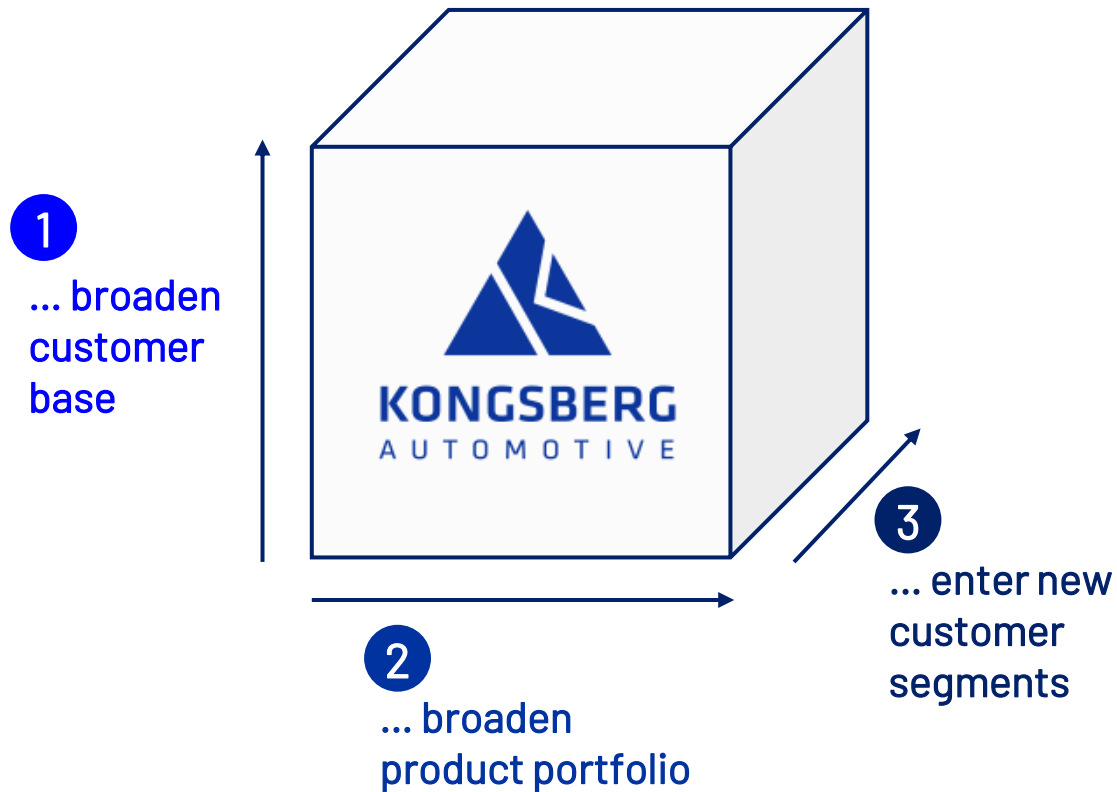 1
... broaden
customer
base
KONGSBERG
AUTOMOTIVE
2
... broaden
product portfolio
3
... enter new
customer
segments